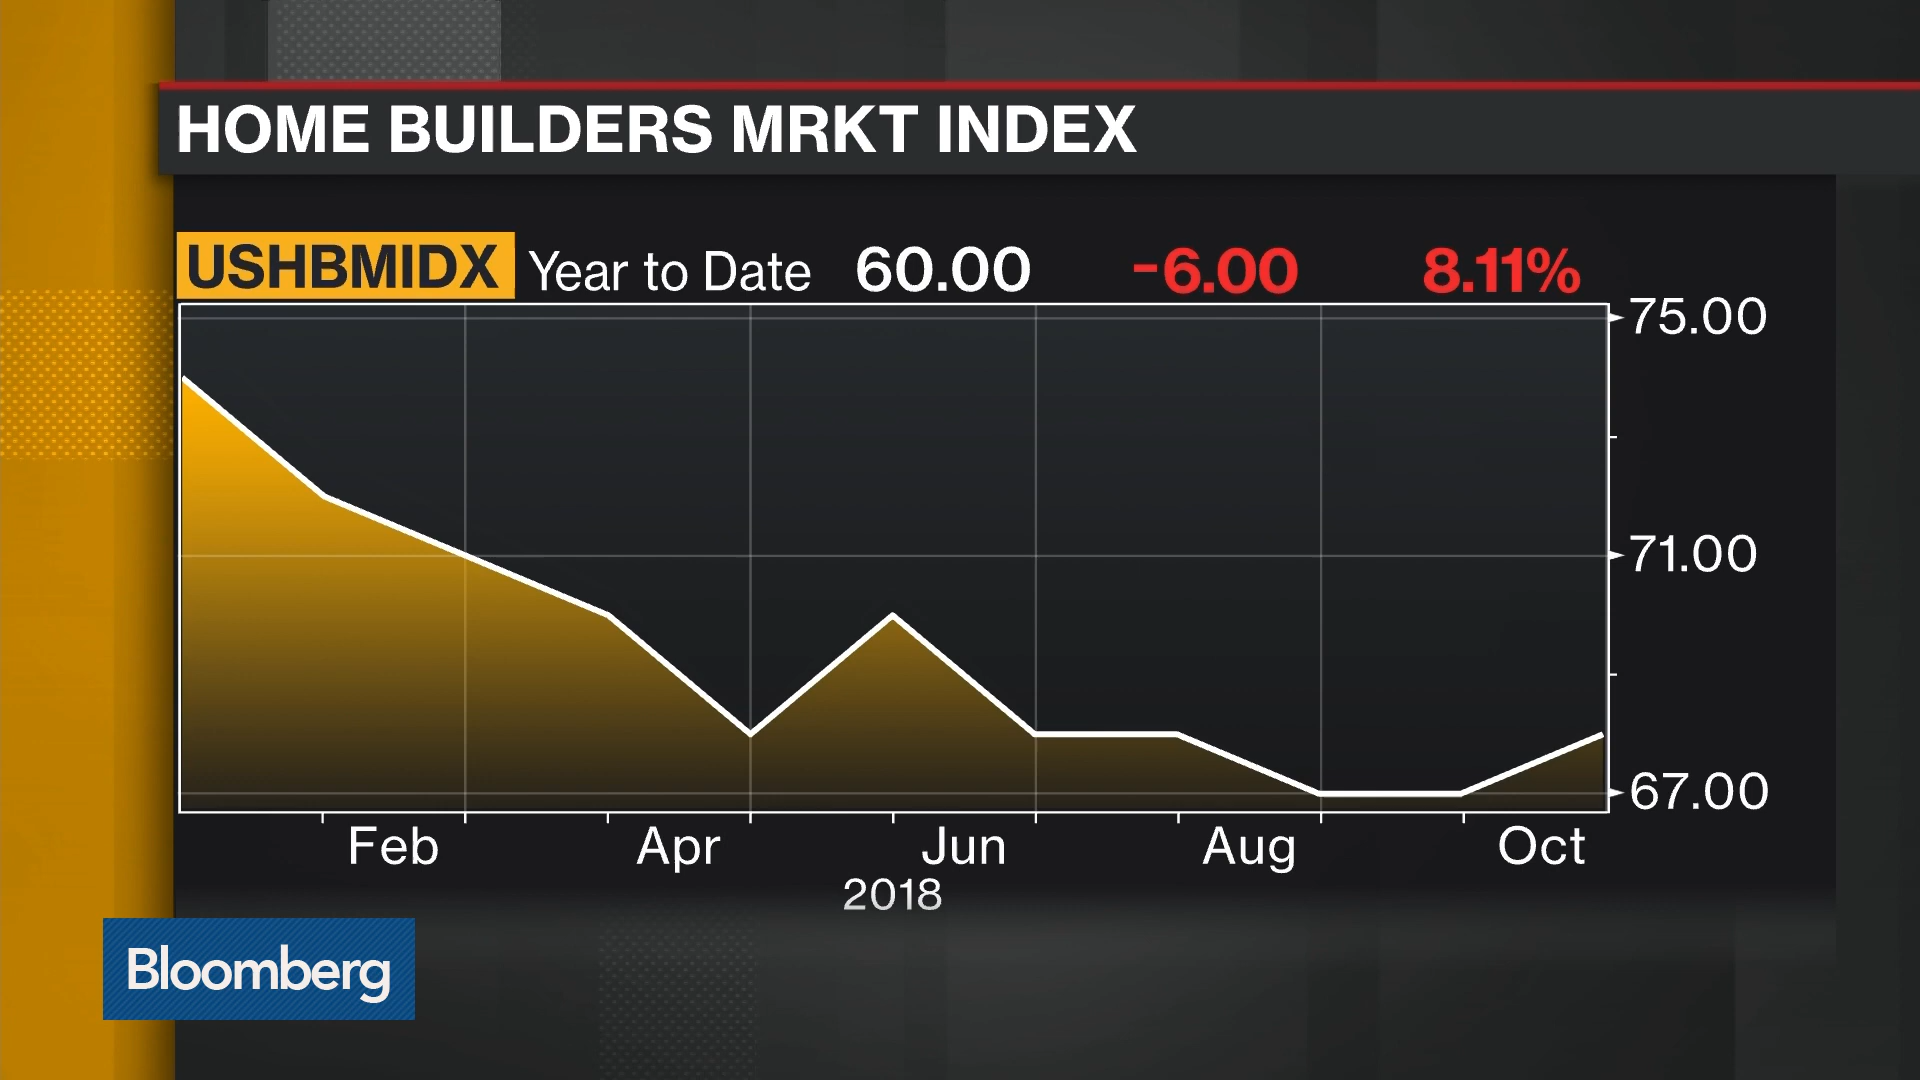 HOME BUILDERS MRKT INDEX
USHBMIDX Year to Date 60.00 -6.00 8.11%
75.00
71.00
67.00
Feb Apr Jun Aug Oct
2018
Bloomberg